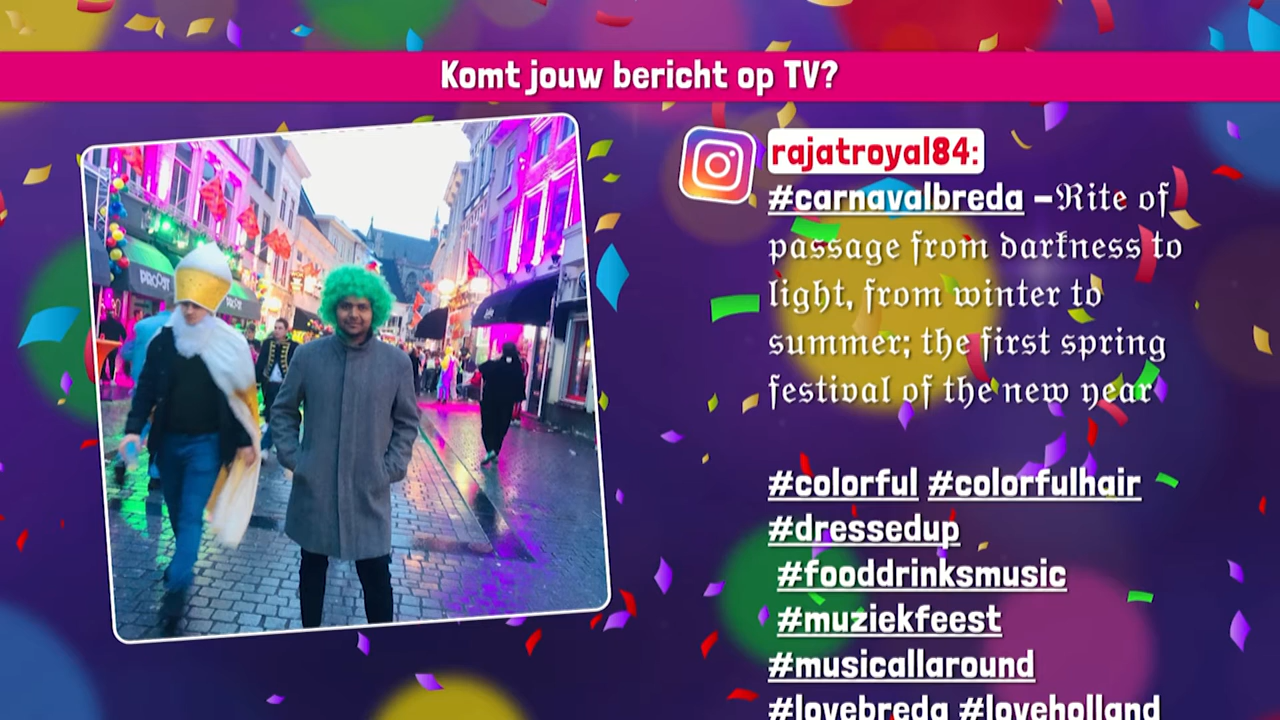 Komt jouw bericht op TV?
rajatroyal84:
#carnavalbreda –Rite of
passage from darkness to
light, from winter to
summer; the first spring
festival of the new year
#colorful #colorfulhair
#dressedup
#fooddrinksmusic
#muziekfeest
#musicallaround
#lovebreda #loveholland
PROOST